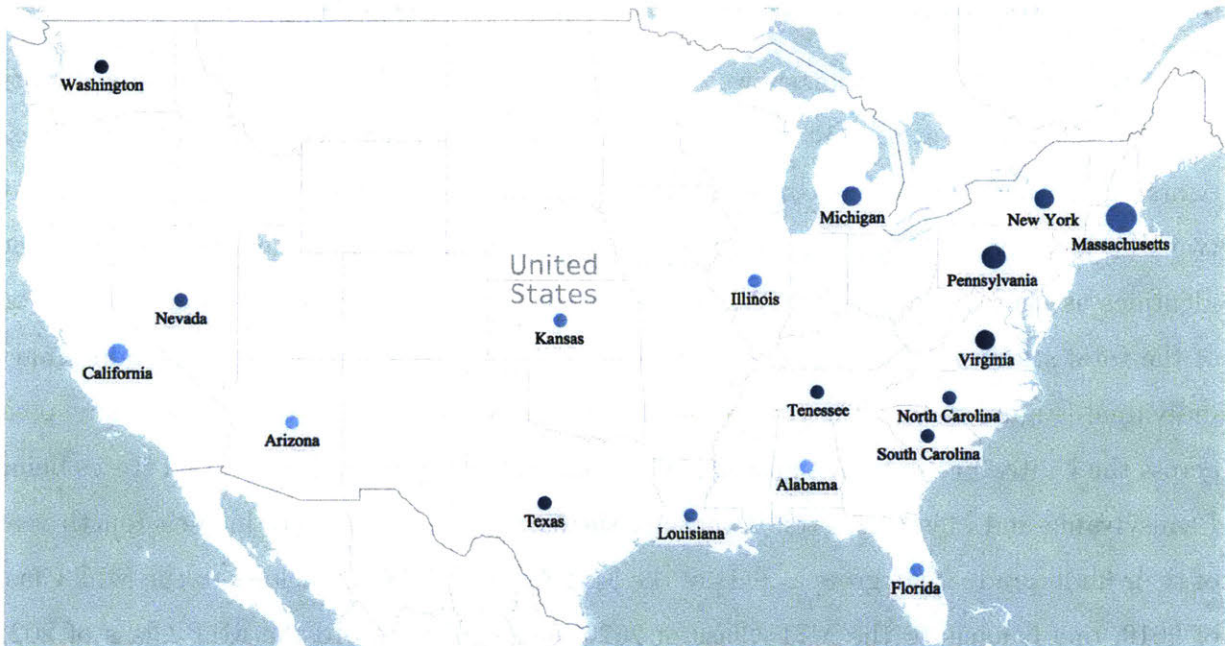 Washington
Michigan
New York
Massachusetts
United
States
Pennsylvania
Illinois
Nevada
Kansas
Virginia
California
Tenessee
North Carolina
Arizona
South Carolina
Alabama
Texas
Louisiana
Florida